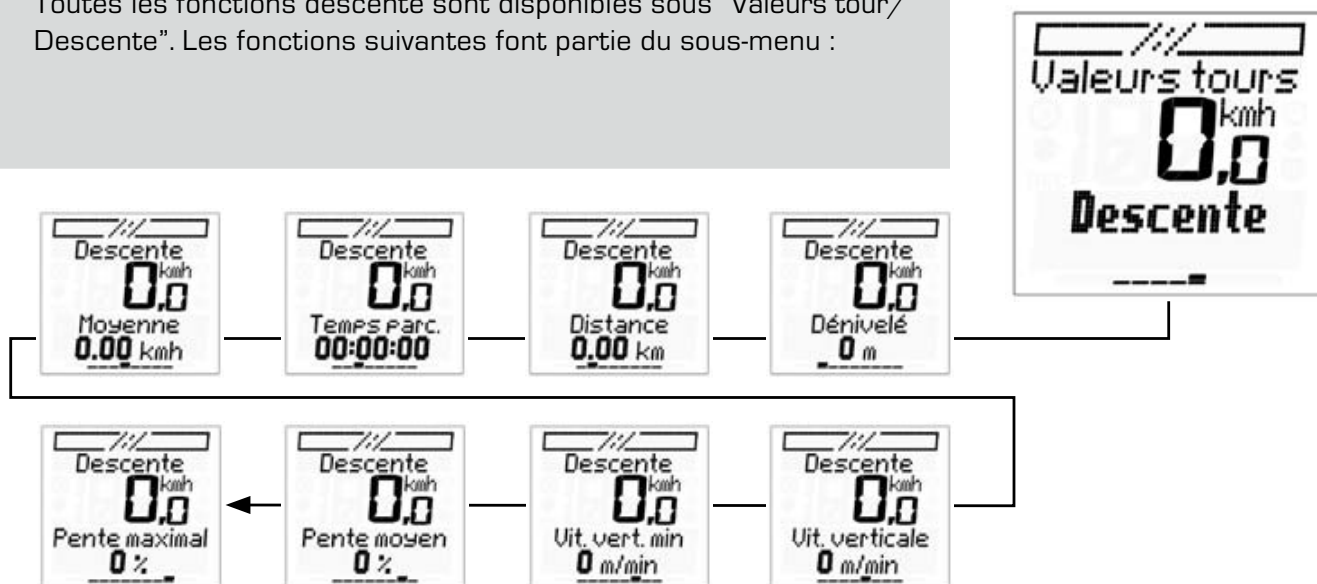 Toutes les fonctions descente sont disponibles sous "Valeurs tour/
Descente". Les fonctions suivantes font partie du sous-menu :
Valeurs tours
0,0 kmh
Descente
Descente
0,0 kmh
Moyenne
0.00 kmh
Descente
0,0 kmh
Temps parc.
00:00:00
Descente
0,0 kmh
Distance
0.00 km
Descente
0,0 kmh
Dénivelé
0 m
Descente
0,0 kmh
Pente maximal
0 %
Descente
0,0 kmh
Pente moyen
0 %
Descente
0,0 kmh
Vit. vert. min
0 m/min
Descente
0,0 kmh
Vit. verticale
0 m/min